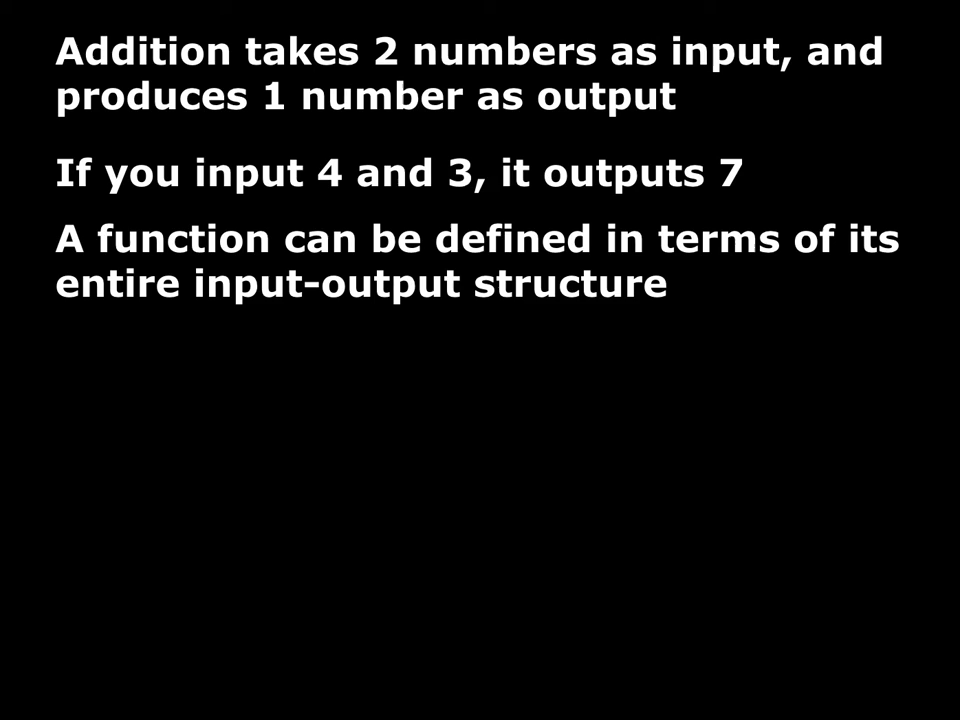 Addition takes 2 numbers as input, and
produces 1 number as output
If you input 4 and 3, it outputs 7
A function can be defined in terms of its
entire input-output structure